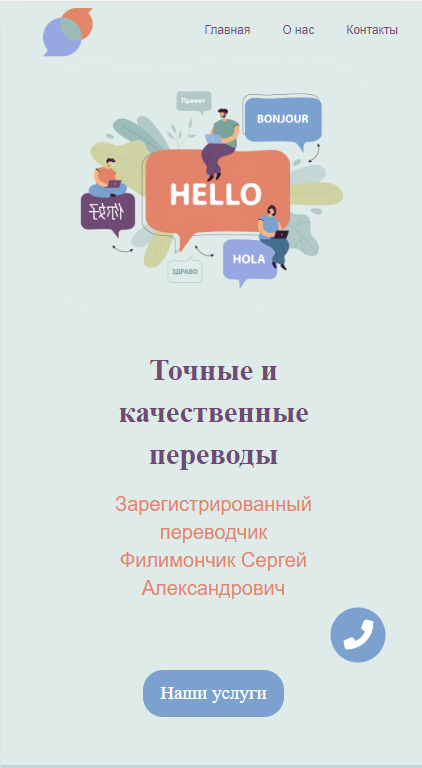 Главная О нас Контакты
Привет
BONJOUR
HELLO
你好
HOLA
ЗДРАВО
Точные и
качественные
переводы
Зарегистрированный
переводчик
Филимончик Сергей
Александрович
Наши услуги